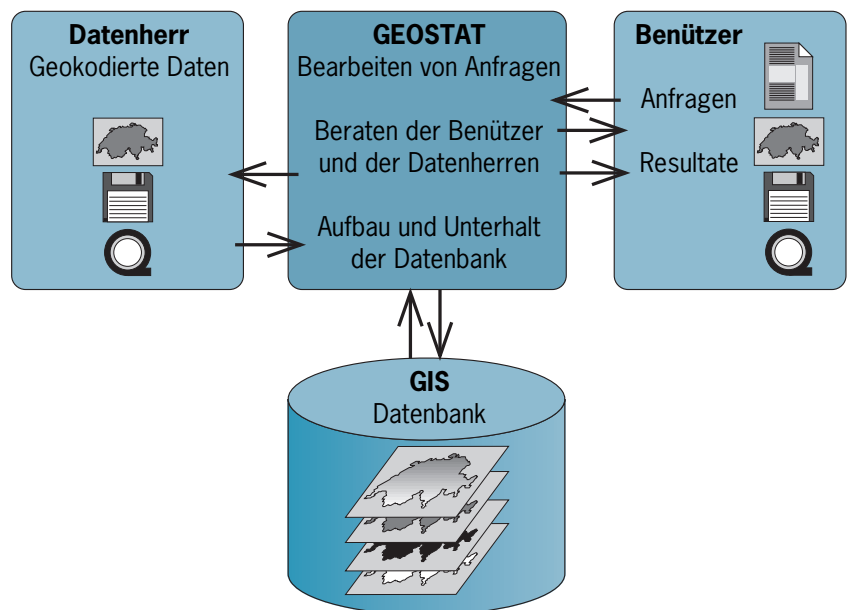 Datenherr
Geokodierte Daten
GEOSTAT
Bearbeiten von Anfragen
Beraten der Benützer
und der Datenherren
Aufbau und Unterhalt
der Datenbank
Benützer
Anfragen
Resultate
GIS
Datenbank